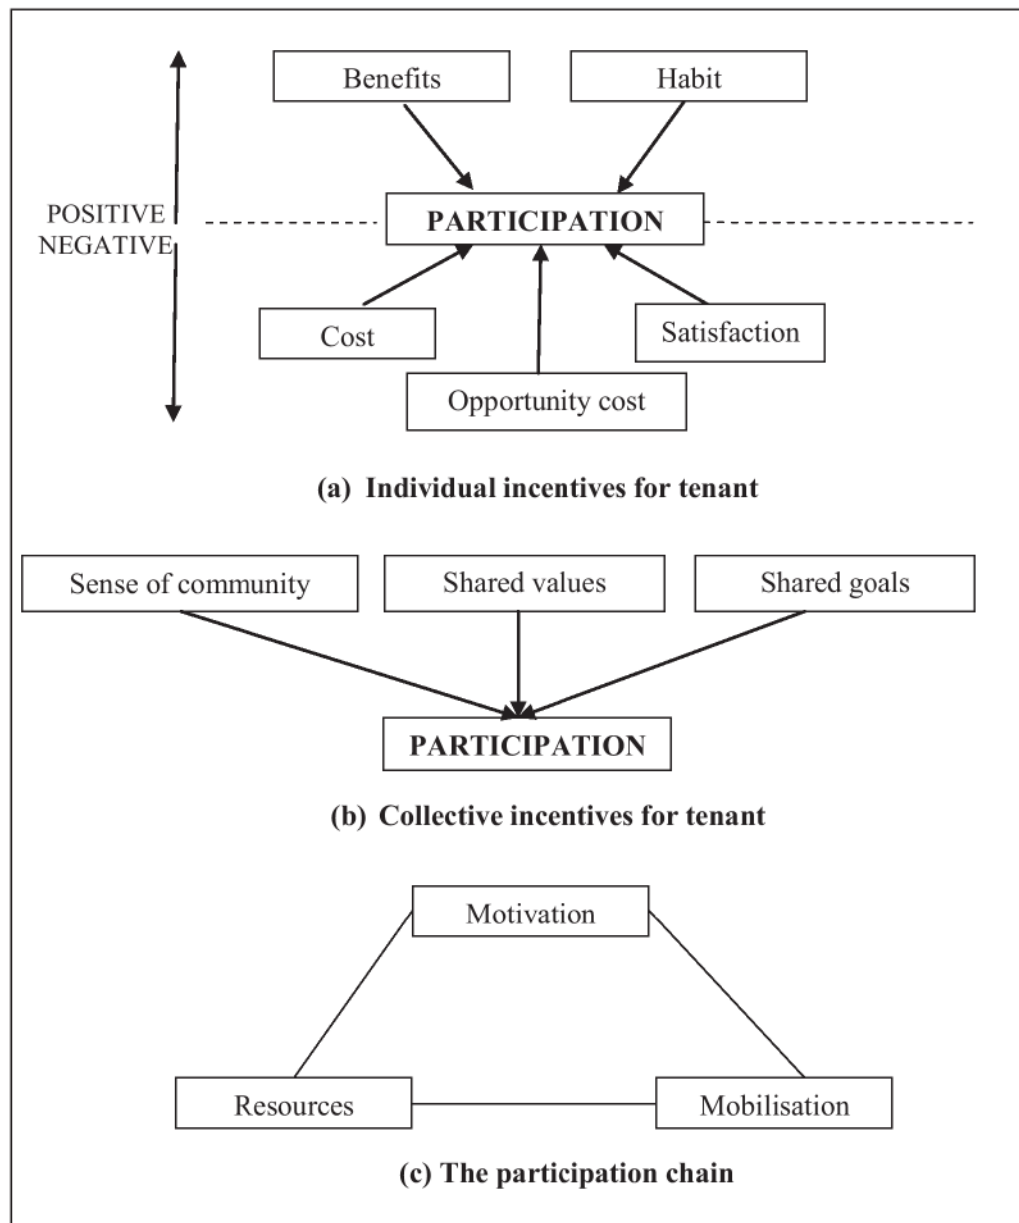 Benefits
Habit
POSITIVE
NEGATIVE
PARTICIPATION
Cost
Satisfaction
Opportunity cost
(a) Individual incentives for tenant
Sense of community
Shared values
Shared goals
PARTICIPATION
(b) Collective incentives for tenant
Motivation
Resources
Mobilisation
(c) The participation chain